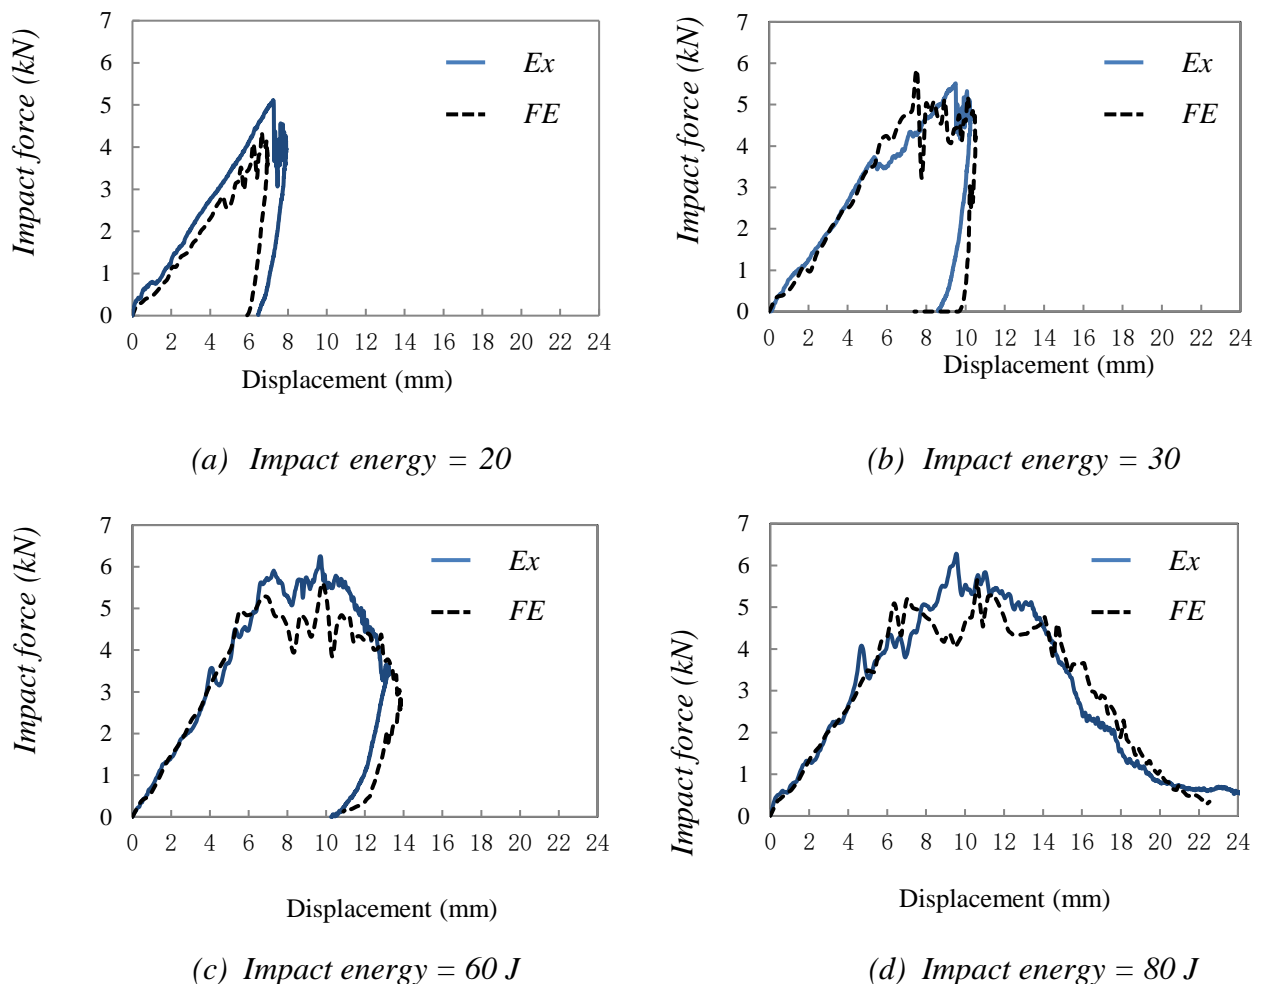 Impact force (kN)
7
6
5
4
3
2
1
0
Ex
FE
0 2 4 6 8 10 12 14 16 18 20 22 24
Displacement (mm)
(a) Impact energy = 20
Impact force (kN)
7
6
5
4
3
2
1
0
Ex
FE
0 2 4 6 8 10 12 14 16 18 20 22 24
Displacement (mm)
(b) Impact energy = 30
Impact force (kN)
7
6
5
4
3
2
1
0
Ex
FE
0 2 4 6 8 10 12 14 16 18 20 22 24
Displacement (mm)
(c) Impact energy = 60 J
Impact force (kN)
7
6
5
4
3
2
1
0
Ex
FE
0 2 4 6 8 10 12 14 16 18 20 22 24
Displacement (mm)
(d) Impact energy = 80 J